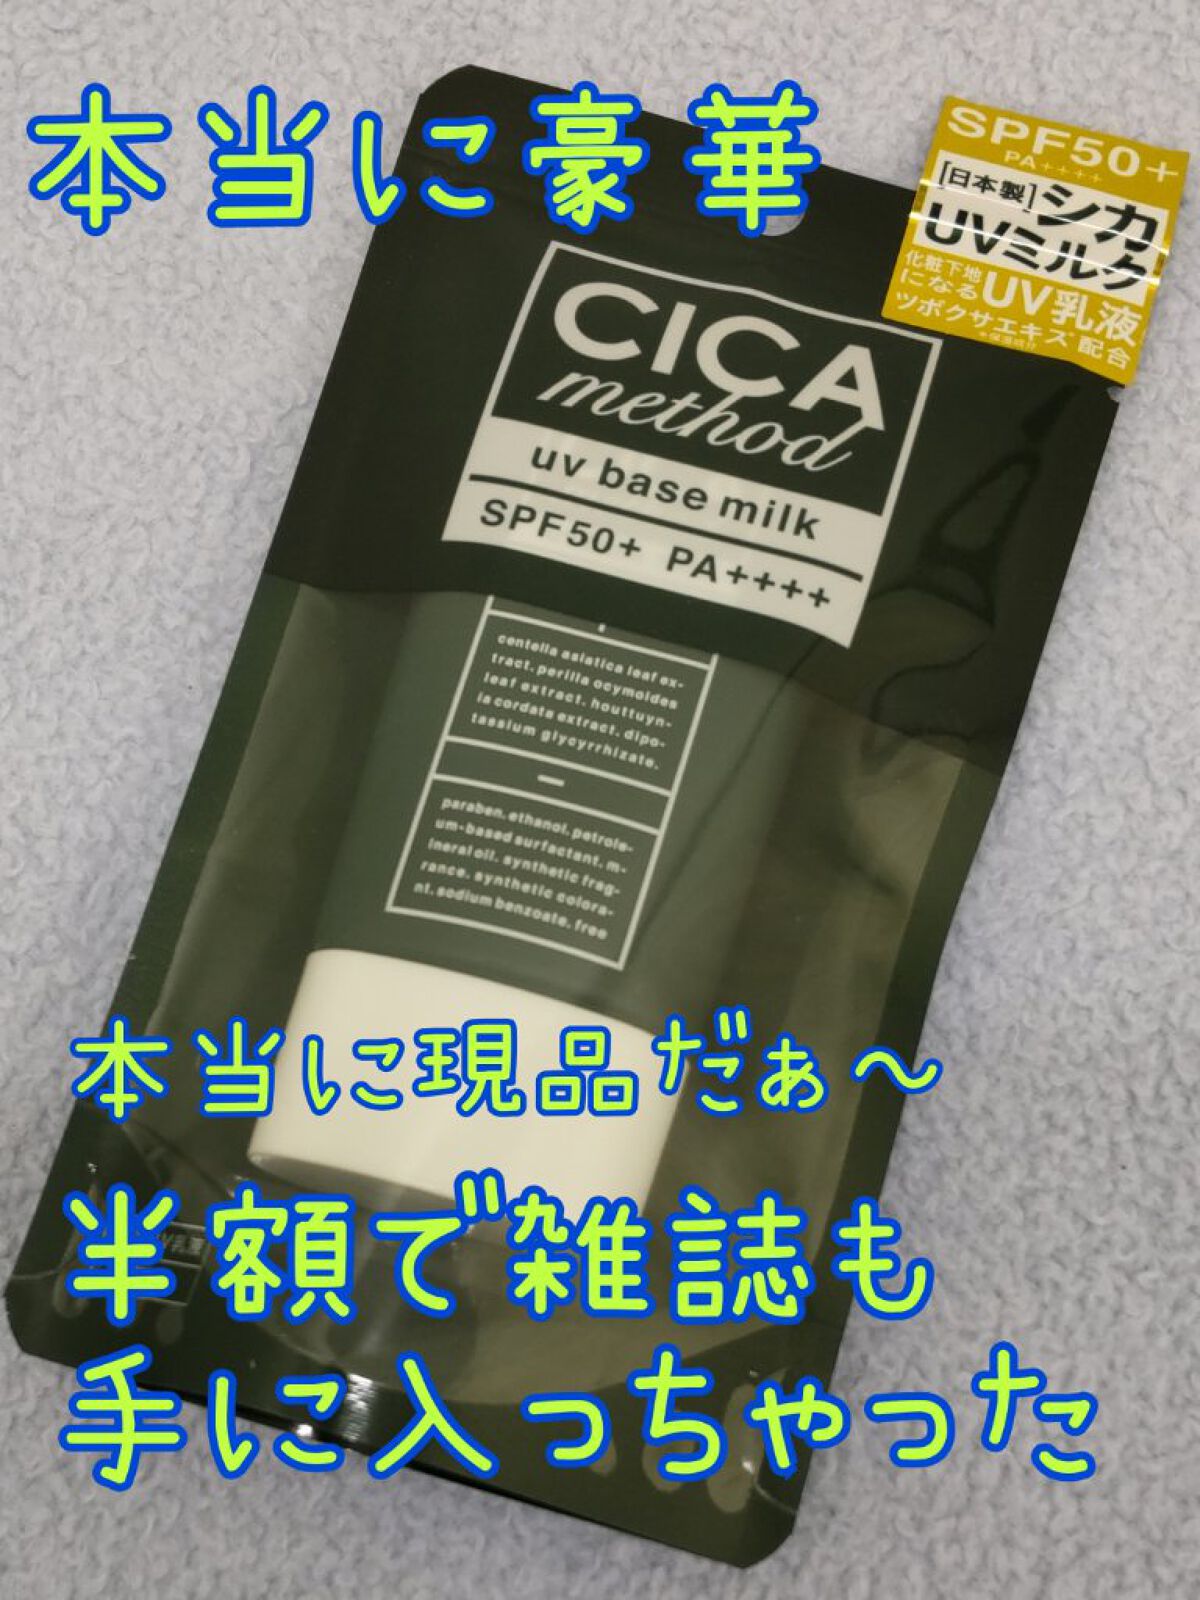 本当に豪華
SPF50+
PA++++
[日本製]シカ
UVミルク
化粧下地
になるUV乳液
ツボクサエキス*配合
*保湿成分
CICA
method
uv base milk
SPF50+ PA++++
centella asiatica leaf ex-
tract. perilla ocymoides
leaf extract. houttuyn-
ia cordata extract. dipo-
tassium glycyrrhizate.
paraben. ethanol. petrole-
um-based surfactant. m-
ineral oil. synthetic frag-
rance. synthetic colora-
nt. sodium benzoate. free
本当に現品だぁ〜
半額で雑誌も
手に入っちゃった